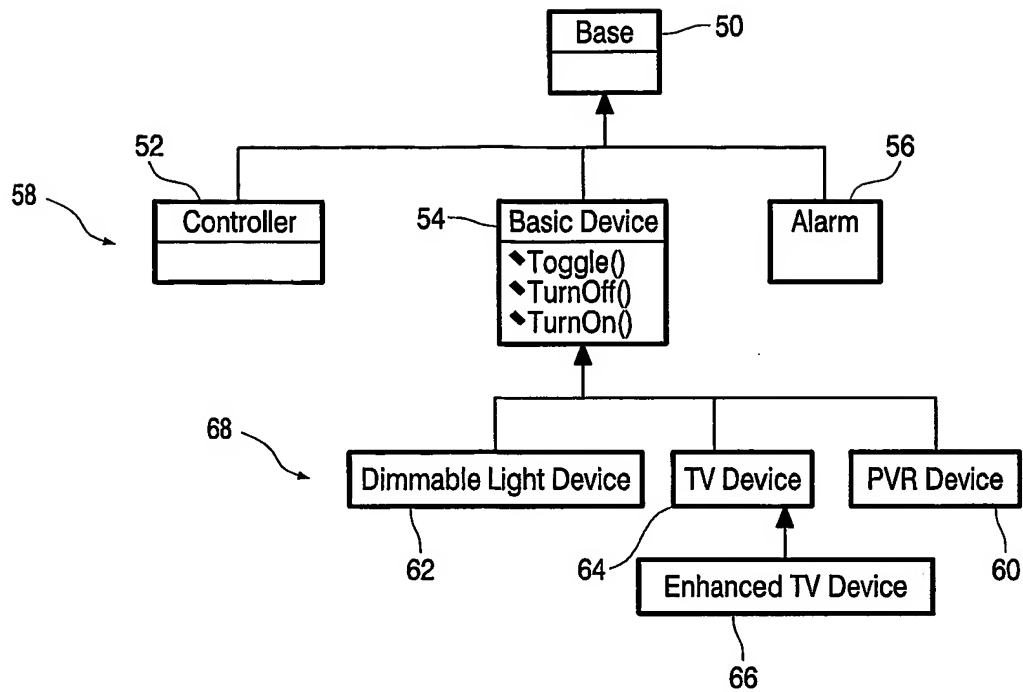 Base
50
52
56
58
Controller
54
Basic Device
Alarm
Toggle()
TurnOff()
TurnOn()
68
Dimmable Light Device
TV Device
PVR Device
62
64
60
Enhanced TV Device
66